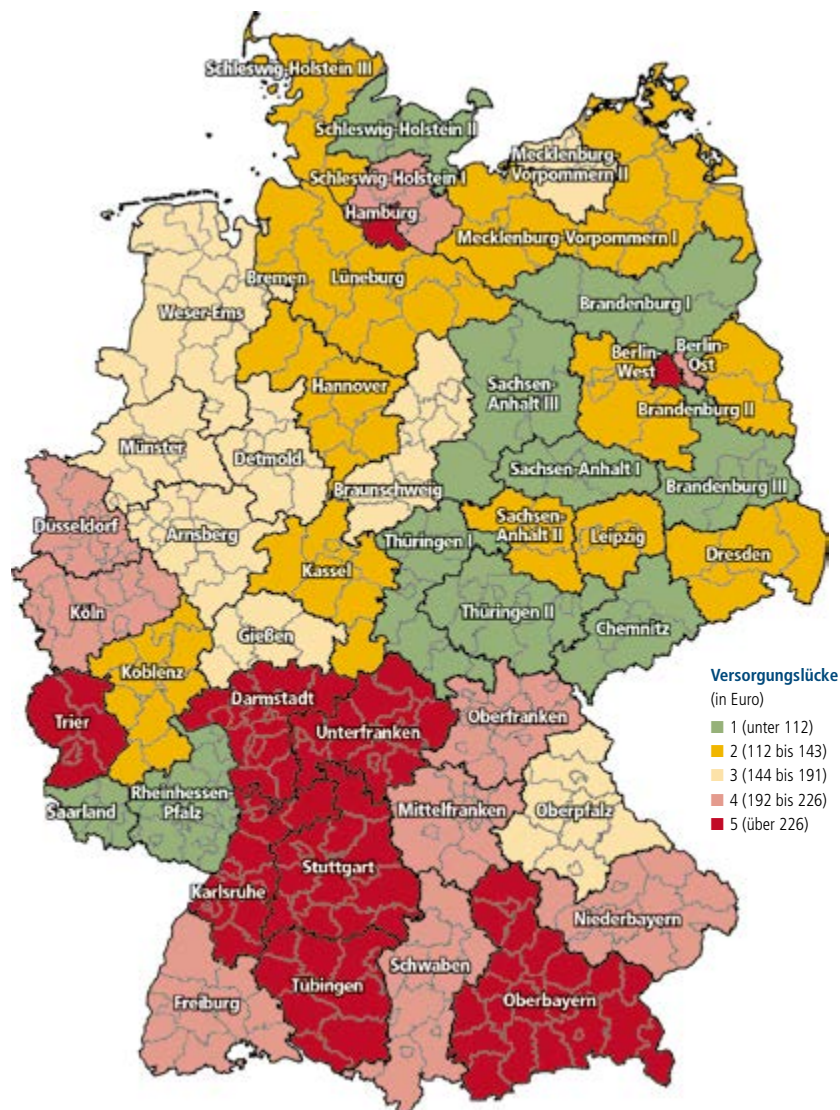 Schleswig-Holstein III
Schleswig-Holstein II
Mecklenburg-
Vorpommern II
Schleswig-Holstein I
Hamburg
Mecklenburg-Vorpommern I
Bremen
Lüneburg
Weser-Ems
Brandenburg I
Berlin-
West
Berlin-
Ost
Hannover
Sachsen-
Anhalt III
Brandenburg II
Münster
Detmold
Braunschweig
Sachsen-Anhalt I
Brandenburg III
Düsseldorf
Arnsberg
Kassel
Thüringen I
Sachsen-
Anhalt II
Leipzig
Dresden
Köln
Gießen
Thüringen II
Chemnitz
Koblenz
Trier
Darmstadt
Unterfranken
Oberfranken
Versorgungslücke
(in Euro)
1 (unter 112)
2 (112 bis 143)
3 (144 bis 191)
4 (192 bis 226)
5 (über 226)
Saarland
Rheinhessen-
Pfalz
Mittelfranken
Oberpfalz
Stuttgart
Karlsruhe
Niederbayern
Schwaben
Tübingen
Freiburg
Oberbayern